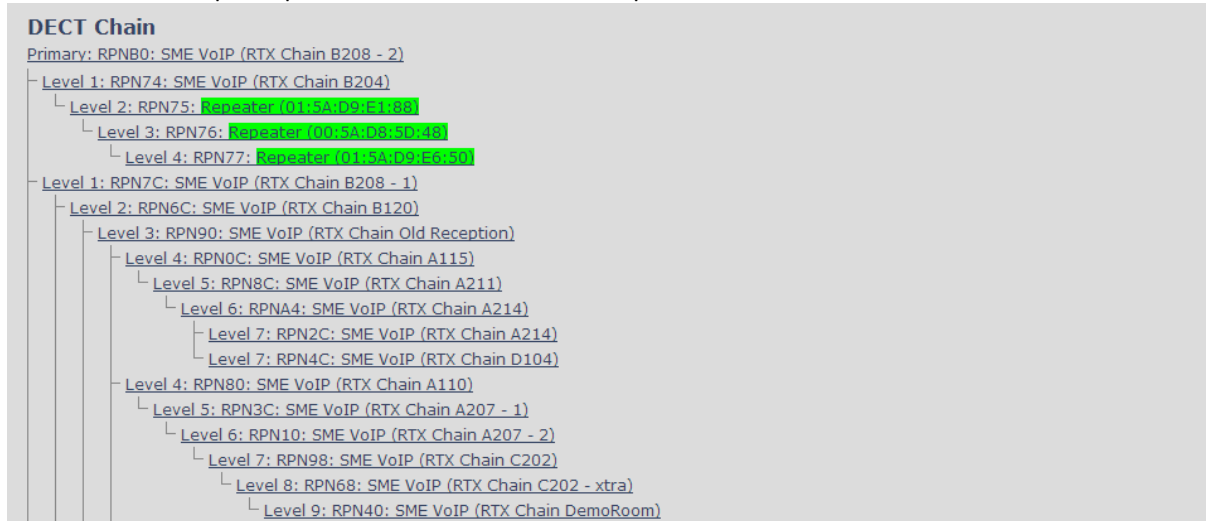 DECT Chain
Primary: RPNB0: SME VoIP (RTX Chain B208 - 2)
Level 1: RPN74: SME VoIP (RTX Chain B204)
Level 2: RPN75: Repeater (01:5A:D9:E1:88)
Level 3: RPN76: Repeater (00:5A:D8:5D:48)
Level 4: RPN77: Repeater (01:5A:D9:E6:50)
Level 1: RPN7C: SME VoIP (RTX Chain B208 - 1)
Level 2: RPN6C: SME VoIP (RTX Chain B120)
Level 3: RPN90: SME VoIP (RTX Chain Old Reception)
Level 4: RPN0C: SME VoIP (RTX Chain A115)
Level 5: RPN8C: SME VoIP (RTX Chain A211)
Level 6: RPNA4: SME VoIP (RTX Chain A214)
Level 7: RPN2C: SME VoIP (RTX Chain A214)
Level 7: RPN4C: SME VoIP (RTX Chain D104)
Level 4: RPN80: SME VoIP (RTX Chain A110)
Level 5: RPN3C: SME VoIP (RTX Chain A207 - 1)
Level 6: RPN10: SME VoIP (RTX Chain A207 - 2)
Level 7: RPN98: SME VoIP (RTX Chain C202)
Level 8: RPN68: SME VoIP (RTX Chain C202 - xtra)
Level 9: RPN40: SME VoIP (RTX Chain DemoRoom)